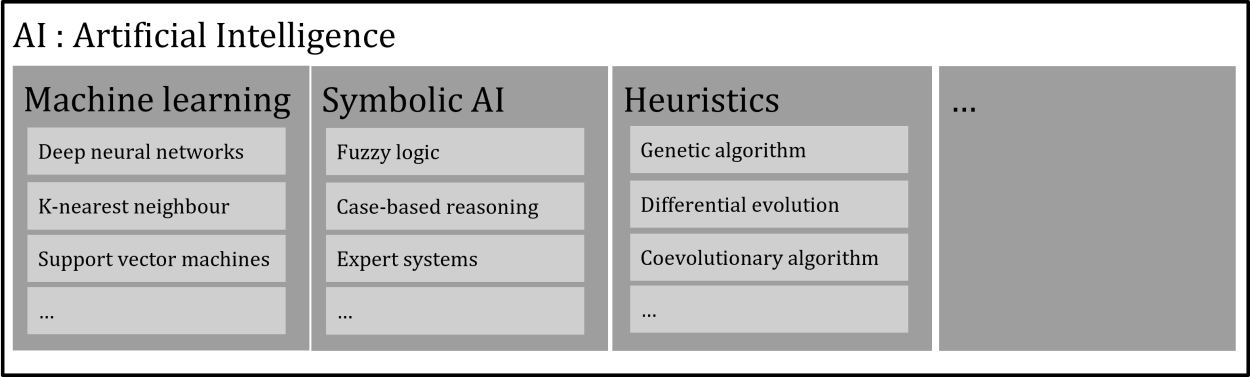 AI : Artificial Intelligence
Machine learning
Deep neural networks
K-nearest neighbour
Support vector machines
...
Symbolic AI
Fuzzy logic
Case-based reasoning
Expert systems
...
Heuristics
Genetic algorithm
Differential evolution
Coevolutionary algorithm
...
...